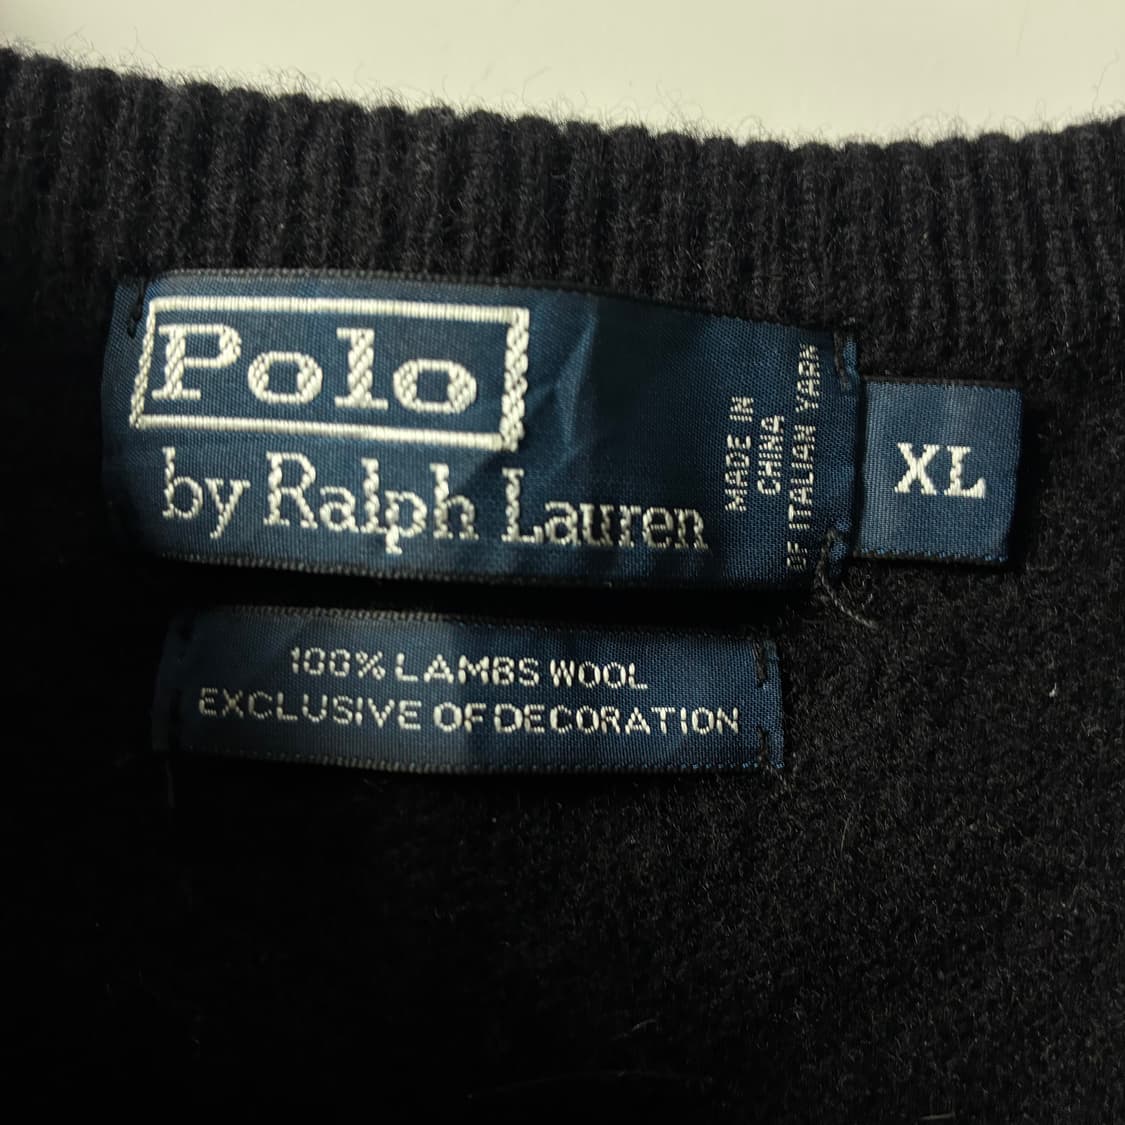 Polo
by Ralph Lauren
MADE IN
CHINA
OF ITALIAN YARN
XL
100% LAMBS WOOL
EXCLUSIVE OF DECORATION